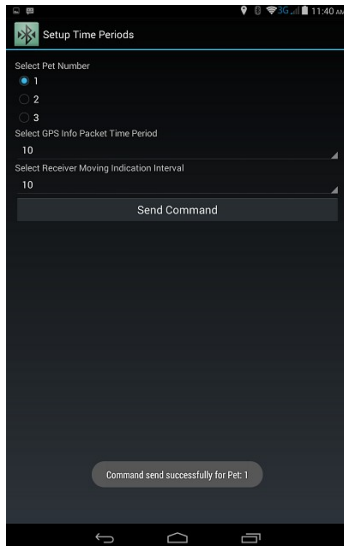 3G 11:40 AM
Setup Time Periods
Select Pet Number
1
2
3
Select GPS Info Packet Time Period
10
Select Receiver Moving Indication Interval
10
Send Command
Command send successfully for Pet: 1